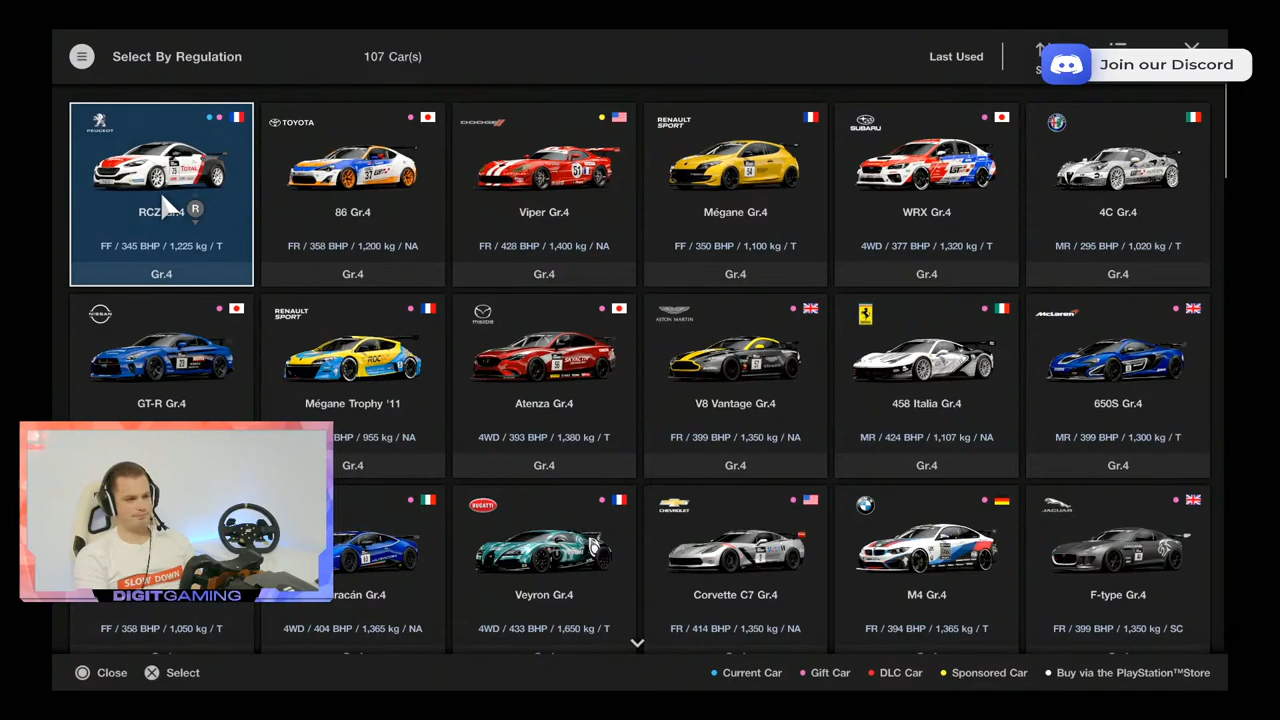 Select By Regulation
107 Car(s)
Last Used
Join our Discord
PEUGEOT
TOYOTA
DODGE
RENAULT SPORT
SUBARU
RCZ Gr.4
R
86 Gr.4
Viper Gr.4
Mégane Gr.4
WRX Gr.4
4C Gr.4
FF / 345 BHP / 1,225 kg / T
FR / 358 BHP / 1,200 kg / NA
FR / 428 BHP / 1,400 kg / NA
FF / 350 BHP / 1,100 kg / T
4WD / 377 BHP / 1,320 kg / T
MR / 295 BHP / 1,020 kg / T
Gr.4
Gr.4
Gr.4
Gr.4
Gr.4
Gr.4
NISSAN
RENAULT SPORT
mazda
ASTON MARTIN
McLaren
GT-R Gr.4
Mégane Trophy '11
Atenza Gr.4
V8 Vantage Gr.4
458 Italia Gr.4
650S Gr.4
BHP / 955 kg / NA
4WD / 393 BHP / 1,380 kg / T
FR / 399 BHP / 1,350 kg / NA
MR / 424 BHP / 1,107 kg / NA
MR / 399 BHP / 1,300 kg / T
Gr.4
Gr.4
Gr.4
Gr.4
Gr.4
BUGATTI
CHEVROLET
JAGUAR
racán Gr.4
Veyron Gr.4
Corvette C7 Gr.4
M4 Gr.4
F-type Gr.4
SLOW DOWN
DIGITGAMING
FF / 358 BHP / 1,050 kg / T
4WD / 404 BHP / 1,365 kg / NA
4WD / 433 BHP / 1,650 kg / T
FR / 414 BHP / 1,350 kg / NA
FR / 394 BHP / 1,365 kg / T
FR / 399 BHP / 1,350 kg / SC
Close
Select
Current Car
Gift Car
DLC Car
Sponsored Car
Buy via the PlayStation™Store